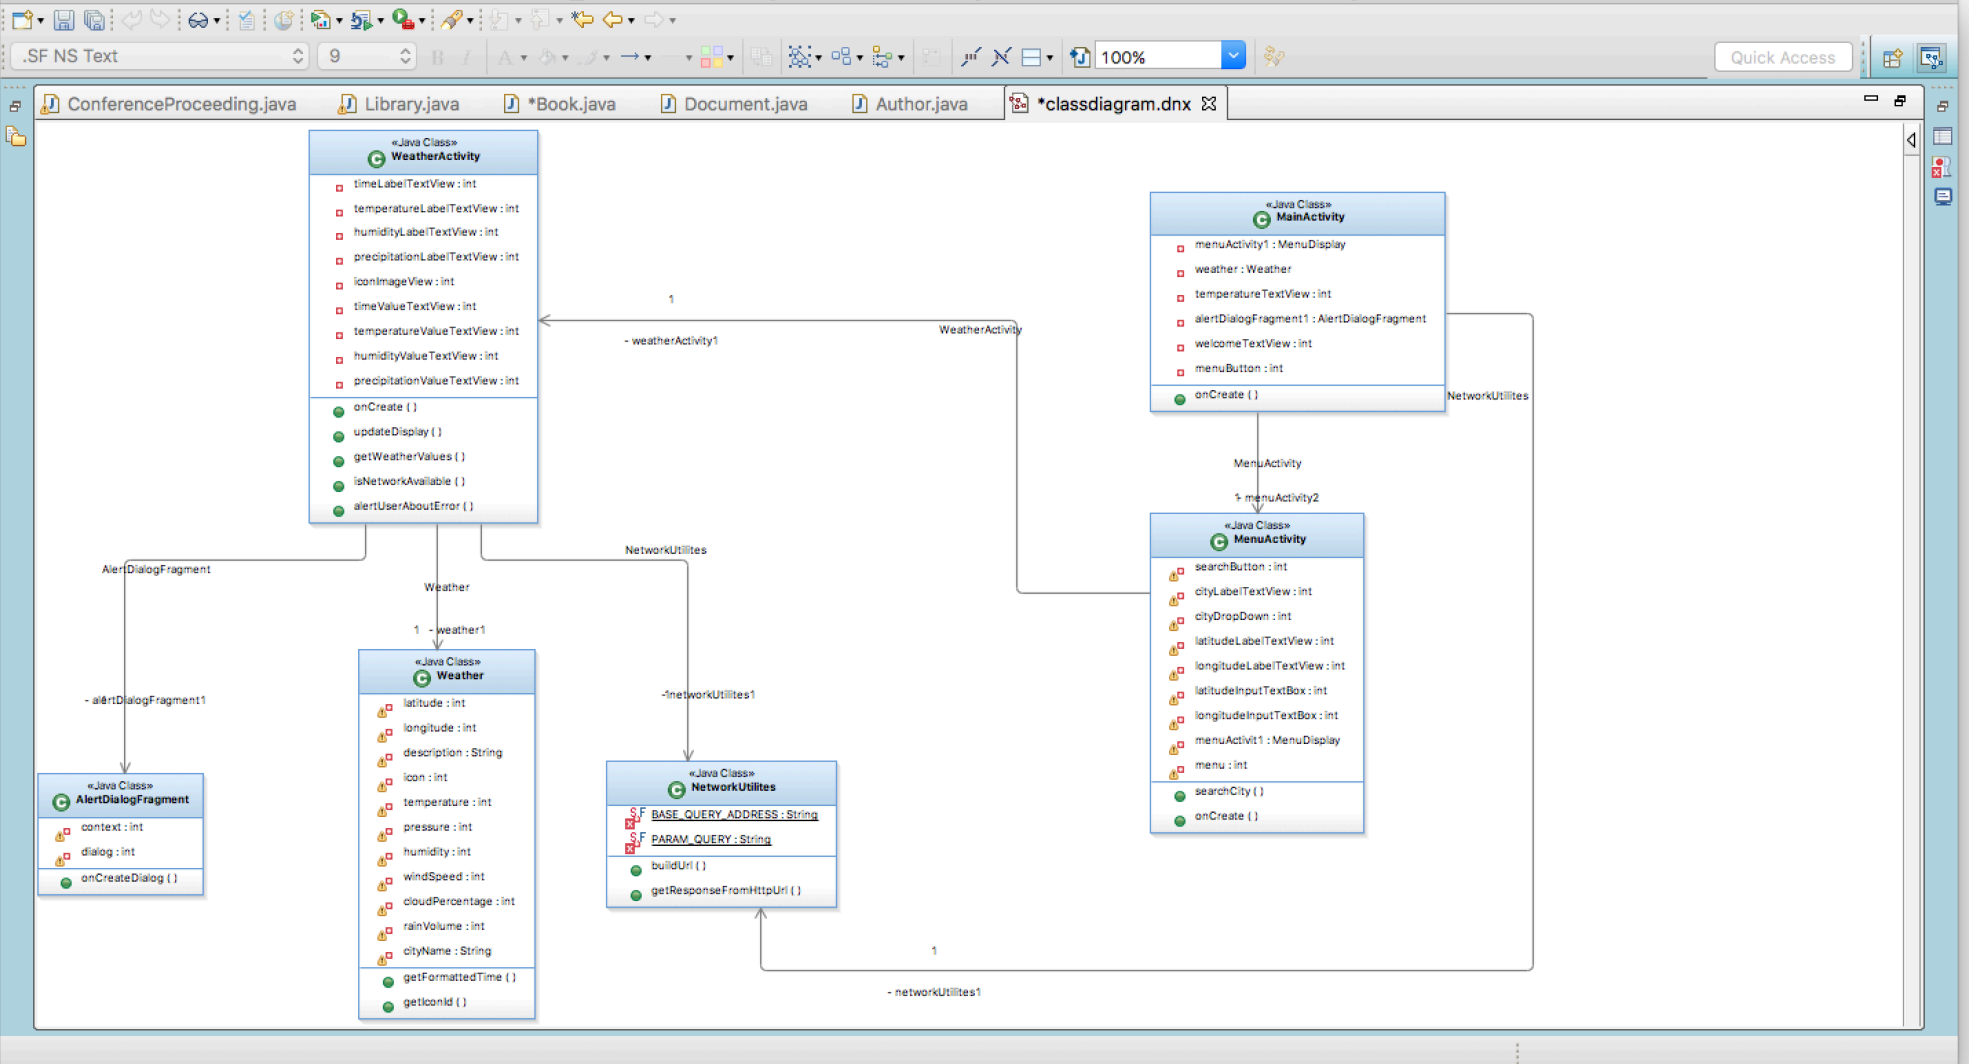 .SF NS Text
9
100%
Quick Access
ConferenceProceeding.java
Library.java
*Book.java
Document.java
Author.java
*classdiagram.dnx
«Java Class»
WeatherActivity
timeLabelTextView : int
temperatureLabelTextView : int
humidityLabelTextView : int
precipitationLabelTextView : int
iconImageView : int
timeValueTextView : int
temperatureValueTextView : int
humidityValueTextView : int
precipitationValueTextView : int
onCreate ( )
updateDisplay ( )
getWeatherValues ( )
isNetworkAvailable ( )
alertUserAboutError ( )
1
- weatherActivity1
WeatherActivity
«Java Class»
MainActivity
menuActivity1 : MenuDisplay
weather : Weather
temperatureTextView : int
alertDialogFragment1 : AlertDialogFragment
welcomeTextView : int
menuButton : int
onCreate ( )
NetworkUtilites
MenuActivity
1
- menuActivity2
«Java Class»
MenuActivity
searchButton : int
cityLabelTextView : int
cityDropDown : int
latitudeLabelTextView : int
longitudeLabelTextView : int
latitudeInputTextBox : int
longitudeInputTextBox : int
menuActivit1 : MenuDisplay
menu : int
searchCity ( )
onCreate ( )
AlertDialogFragment
- alertDialogFragment1
Weather
1
- weather1
NetworkUtilites
1
- networkUtilites1
«Java Class»
AlertDialogFragment
context : int
dialog : int
onCreateDialog ( )
«Java Class»
Weather
latitude : int
longitude : int
description : String
icon : int
temperature : int
pressure : int
humidity : int
windSpeed : int
cloudPercentage : int
rainVolume : int
cityName : String
getFormattedTime ( )
getIconId ( )
«Java Class»
NetworkUtilites
BASE_QUERY_ADDRESS : String
PARAM_QUERY : String
buildUrl ( )
getResponseFromHttpUrl ( )
1
- networkUtilites1